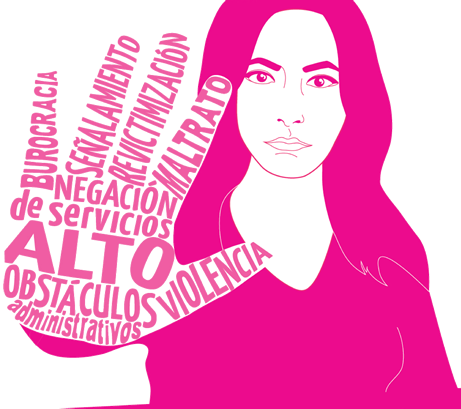 BUROCRACIA
SEÑALAMIENTO
REVICTIMIZACIÓN
MALTRATO
NEGACIÓN
de servicios
ALTO
OBSTÁCULOS
administrativos
VIOLENCIA